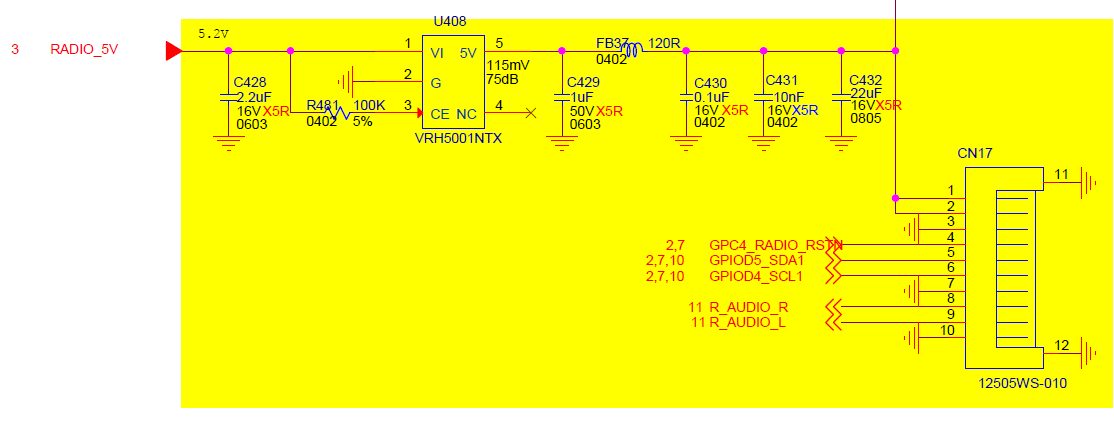 U408
5.2V
3 RADIO_5V
1 VI 5V 5
FB37 120R
0402
115mV
75dB
2 G
C428
2.2uF
16V X5R
0603
R481 100K
0402 5%
3 CE NC 4
VRH5001NTX
C429
1uF
50V X5R
0603
C430
0.1uF
16V X5R
0402
C431
10nF
16V X5R
0402
C432
22uF
16V X5R
0805
CN17
11
1
2
3
2,7 GPC4_RADIO_RSTN 4
2,7,10 GPIOD5_SDA1 5
2,7,10 GPIOD4_SCL1 6
7
11 R_AUDIO_R 8
11 R_AUDIO_L 9
10
12
12505WS-010